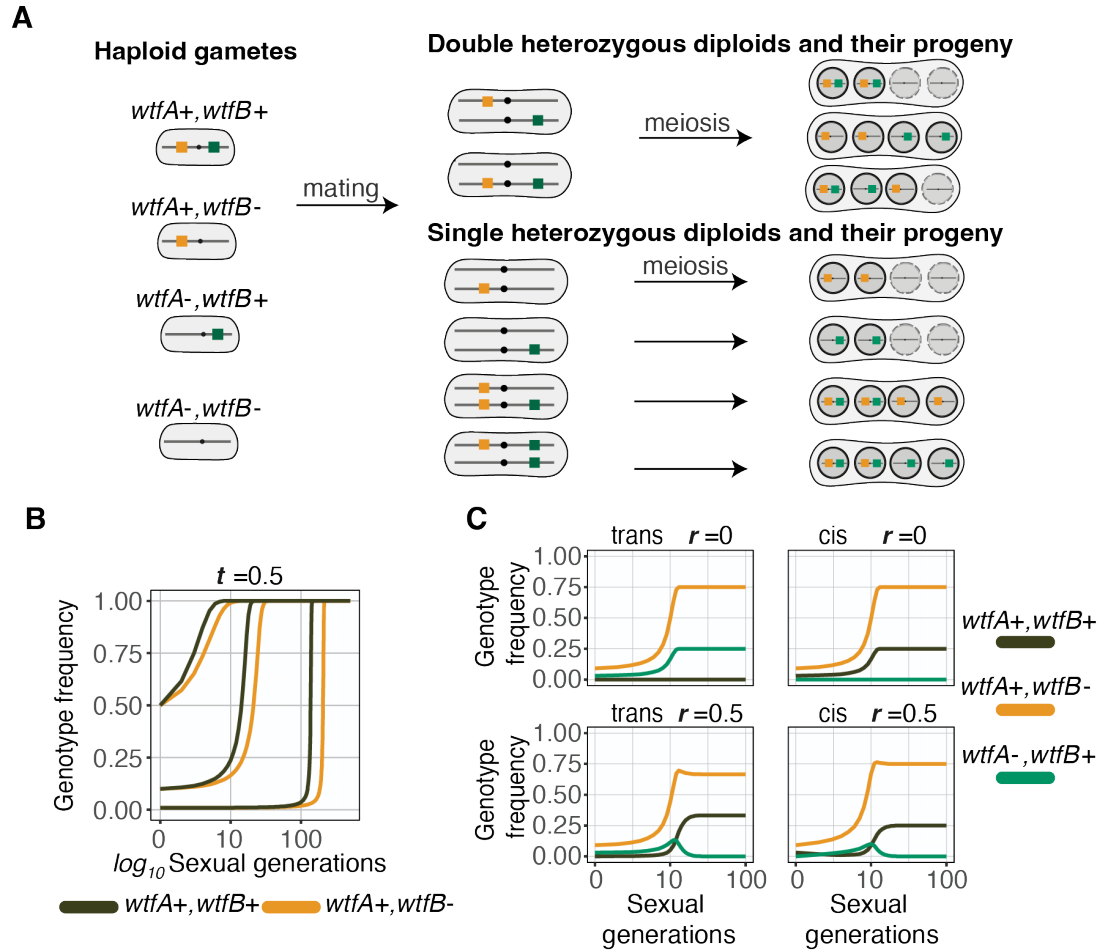 A
Haploid gametes
Double heterozygous diploids and their progeny
wtfA+,wtfB+
meiosis
mating
wtfA+,wtfB-
Single heterozygous diploids and their progeny
meiosis
wtfA-,wtfB+
wtfA-,wtfB-
B
t =0.5
Genotype frequency
1.00
0.75
0.50
0.25
0.00
0 10 100
log10 Sexual generations
wtfA+,wtfB+ wtfA+,wtfB-
C
trans r =0
cis r =0
Genotype
frequency
1.00
0.75
0.50
0.25
0.00
trans r =0.5
cis r =0.5
Genotype
frequency
1.00
0.75
0.50
0.25
0.00
0 10 100
0 10 100
Sexual
generations
Sexual
generations
wtfA+,wtfB+
wtfA+,wtfB-
wtfA-,wtfB+